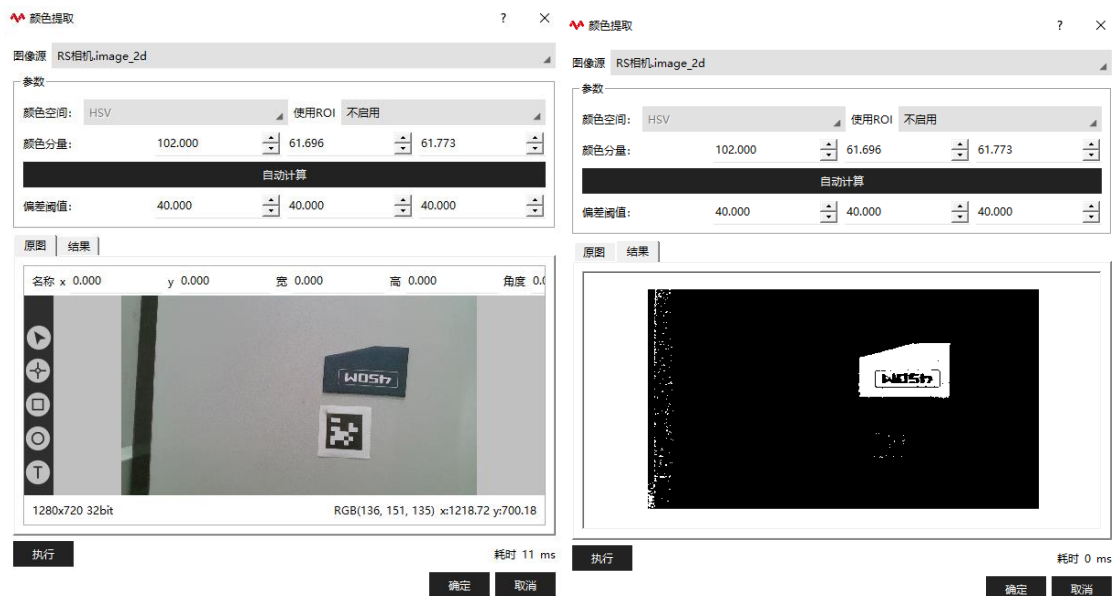 颜色提取
?
×
图像源 RS相机.image_2d
参数
颜色空间: HSV 使用ROI 不启用
颜色分量: 102.000 61.696 61.773
自动计算
偏差阈值: 40.000 40.000 40.000
原图 结果
名称 x 0.000 y 0.000 宽 0.000 高 0.000 角度
T
1280x720 32bit RGB(136, 151, 135) x:1218.72 y:700.18
执行 耗时 11 ms
确定 取消
颜色提取
?
×
图像源 RS相机.image_2d
参数
颜色空间: HSV 使用ROI 不启用
颜色分量: 102.000 61.696 61.773
自动计算
偏差阈值: 40.000 40.000 40.000
原图 结果
执行 耗时 0 ms
确定 取消